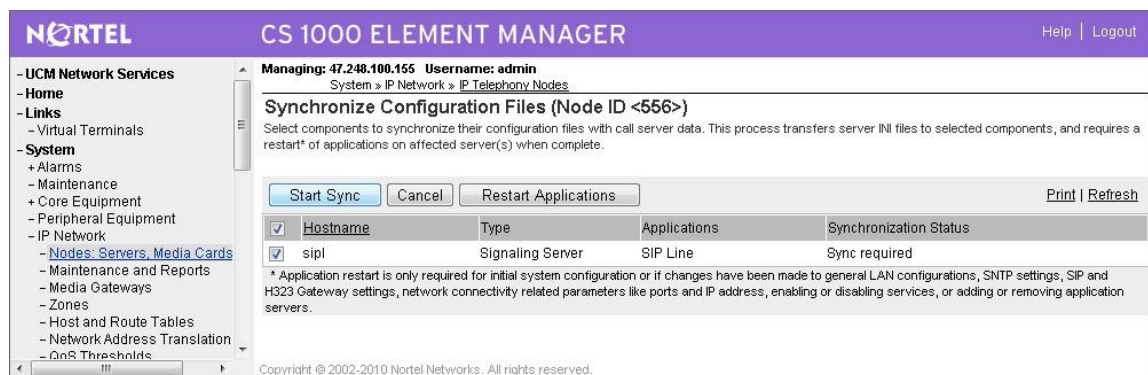 NORTEL
CS 1000 ELEMENT MANAGER
Help | Logout
- UCM Network Services
- Home
- Links
- Virtual Terminals
- System
+ Alarms
- Maintenance
+ Core Equipment
- Peripheral Equipment
- IP Network
- Nodes: Servers, Media Cards
- Maintenance and Reports
- Media Gateways
- Zones
- Host and Route Tables
- Network Address Translation
- QoS Thresholds
Managing: 47.248.100.155 Username: admin
System » IP Network » IP Telephony Nodes
Synchronize Configuration Files (Node ID <556>)
Select components to synchronize their configuration files with call server data. This process transfers server INI files to selected components, and requires a
restart* of applications on affected server(s) when complete.
Start Sync Cancel Restart Applications Print | Refresh
Hostname Type Applications Synchronization Status
sipl Signaling Server SIP Line Sync required
* Application restart is only required for initial system configuration or if changes have been made to general LAN configurations, SNTP settings, SIP and
H323 Gateway settings, network connectivity related parameters like ports and IP address, enabling or disabling services, or adding or removing application
servers.
Copyright © 2002-2010 Nortel Networks. All rights reserved.